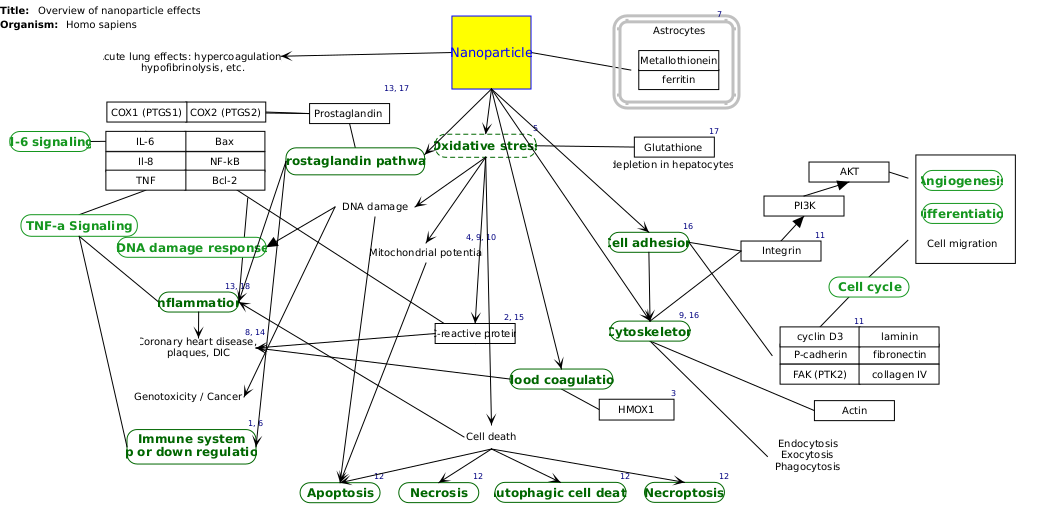 Title: Overview of nanoparticle effects
Organism: Homo sapiens
7
Nanoparticle
Astrocytes
Metallothionein
ferritin
cute lung effects: hypercoagulation
hypofibrinolysis, etc.
13, 17
COX1 (PTGS1) COX2 (PTGS2)
Prostaglandin
5
17
l-6 signaling
IL-6 Bax
Il-8 NF-kB
TNF Bcl-2
rostaglandin pathwa
Oxidative stress
Glutathione
depletion in hepatocytes
AKT
Angiogenesis
PI3K
ifferentiatio
Cell migration
DNA damage
TNF-a Signaling
DNA damage response
4, 9, 10
Mitochondrial potentia
16
Cell adhesion
11
Integrin
Cell cycle
13, 18
nflammation
2, 15
-reactive protein
9, 16
Cytoskeleton
11
cyclin D3 laminin
P-cadherin fibronectin
FAK (PTK2) collagen IV
8, 14
Coronary heart disease,
plaques, DIC
lood coagulatio
3
HMOX1
Actin
Genotoxicity / Cancer
1, 6
Immune system
p or down regulatio
Cell death
Endocytosis
Exocytosis
Phagocytosis
12 12 12 12
Apoptosis Necrosis utophagic cell deat Necroptosis